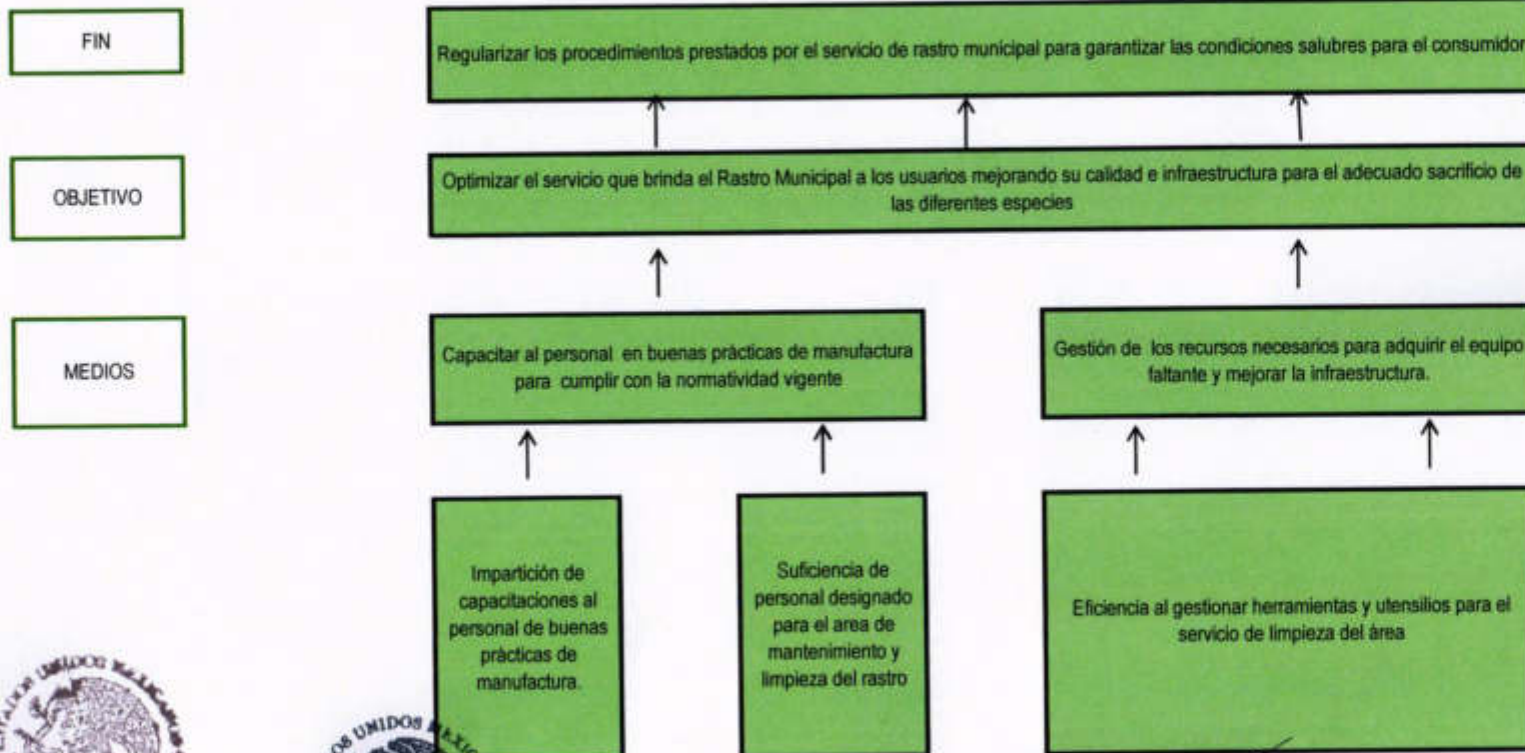 FIN
Regularizar los procedimientos prestados por el servicio de rastro municipal para garantizar las condiciones salubres para el consumidor
OBJETIVO
Optimizar el servicio que brinda el Rastro Municipal a los usuarios mejorando su calidad e infraestructura para el adecuado sacrificio de
las diferentes especies
MEDIOS
Capacitar al personal en buenas prácticas de manufactura
para cumplir con la normatividad vigente
Gestión de los recursos necesarios para adquirir el equipo
faltante y mejorar la infraestructura.
Impartición de
capacitaciones al
personal de buenas
prácticas de
manufactura.
Suficiencia de
personal designado
para el area de
mantenimiento y
limpieza del rastro
Eficiencia al gestionar herramientas y utensilios para el
servicio de limpieza del área
UNIDOS
UNIDOS